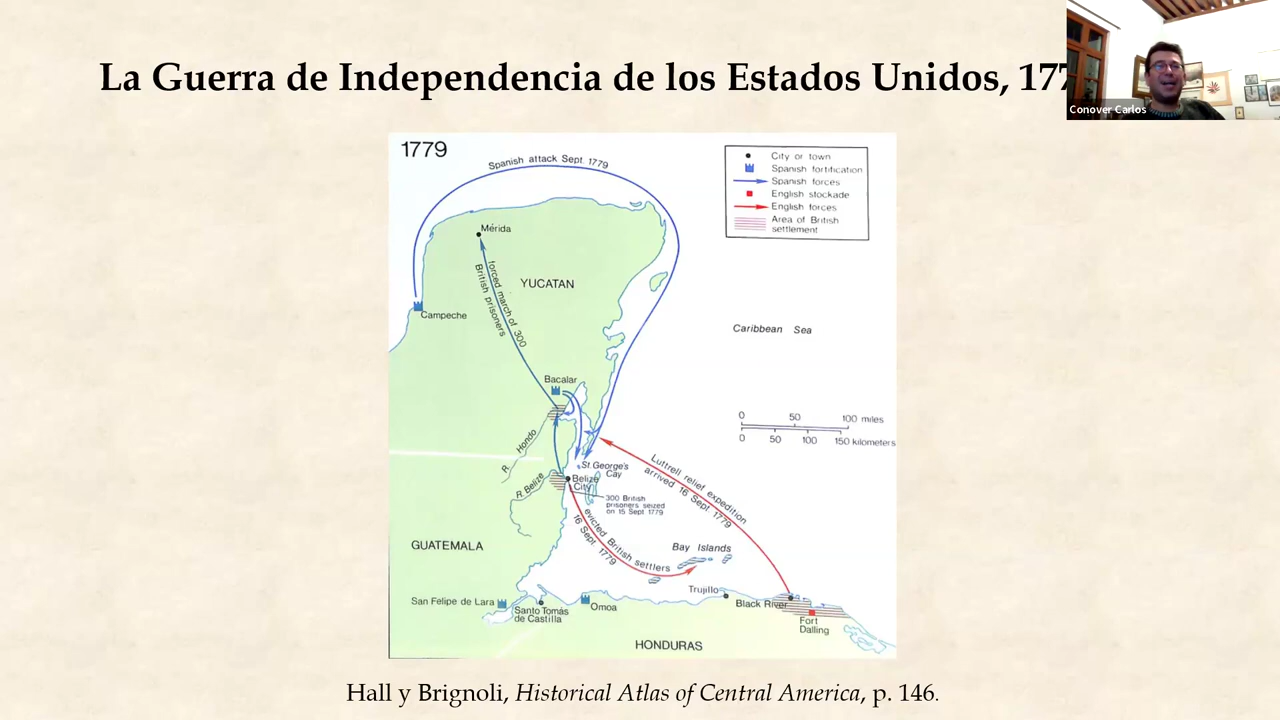 La Guerra de Independencia de los Estados Unidos, 177
Conover Carlos
1779
Spanish attack Sept. 1779
City or town
Spanish fortification
Spanish forces
English stockade
English forces
Area of British
settlement
Mérida
forced march of 300
British prisoners
YUCATAN
Campeche
Caribbean Sea
Bacalar
0 50 100 miles
0 50 100 150 kilometers
R. Hondo
R. Belize
St. George's
Cay
Belize
City
300 British
prisoners seized
on 15 Sept 1779
Luttrell relief expedition
arrived 16 Sept. 1779
evicted British settlers
16 Sept. 1779
Bay Islands
GUATEMALA
San Felipe de Lara
Santo Tomás
de Castilla
Omoa
Trujillo
Black River
Fort
Dalling
HONDURAS
Hall y Brignoli, Historical Atlas of Central America, p. 146.